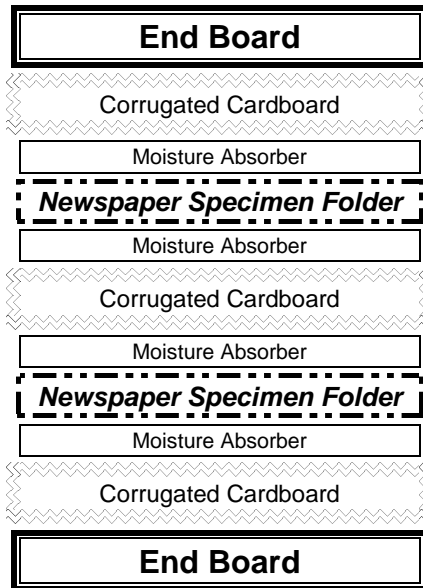 End Board
Corrugated Cardboard
Moisture Absorber
Newspaper Specimen Folder
Moisture Absorber
Corrugated Cardboard
Moisture Absorber
Newspaper Specimen Folder
Moisture Absorber
Corrugated Cardboard
End Board